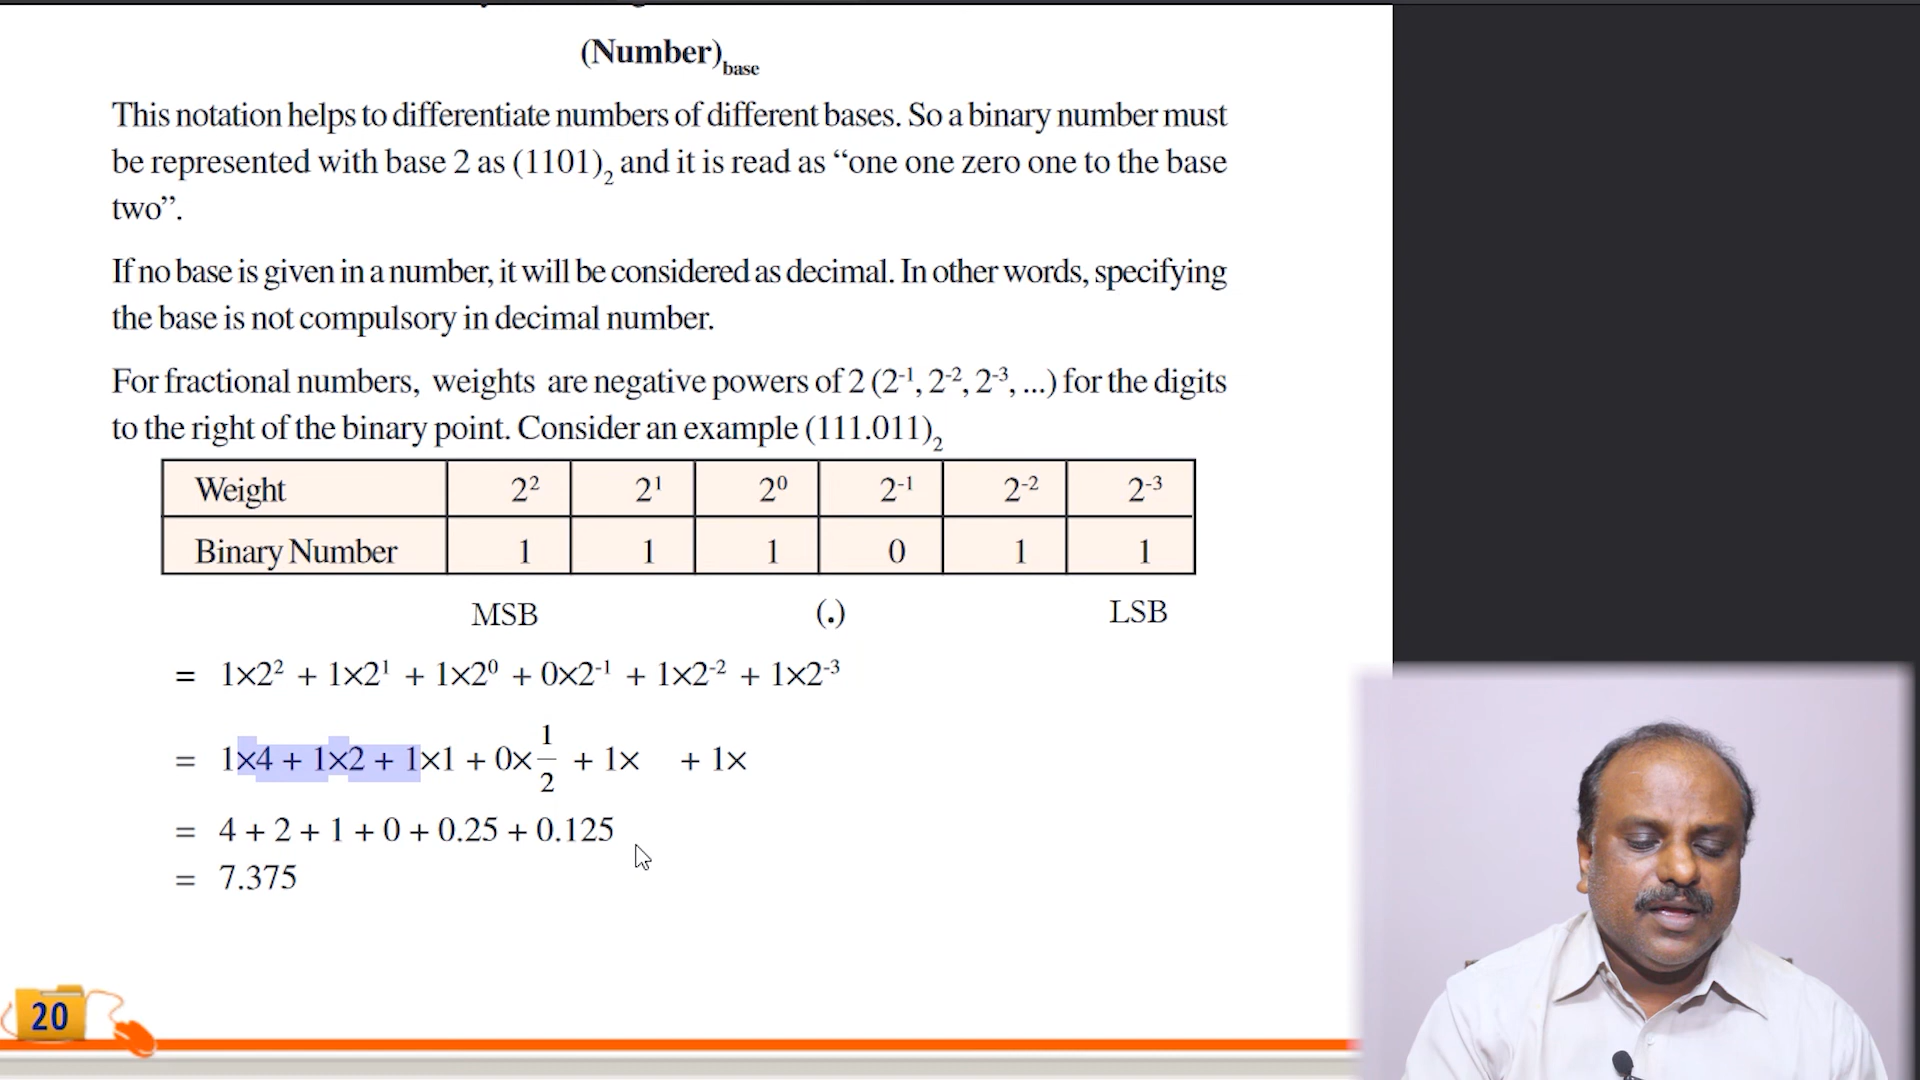 (Number)base
This notation helps to differentiate numbers of different bases. So a binary number must
be represented with base 2 as (1101)₂ and it is read as “one one zero one to the base
two”.
If no base is given in a number, it will be considered as decimal. In other words, specifying
the base is not compulsory in decimal number.
For fractional numbers, weights are negative powers of 2 (2⁻¹, 2⁻², 2⁻³, ...) for the digits
to the right of the binary point. Consider an example (111.011)₂
Weight 2² 2¹ 2⁰ 2⁻¹ 2⁻² 2⁻³
Binary Number 1 1 1 0 1 1
MSB (.) LSB
= 1×2² + 1×2¹ + 1×2⁰ + 0×2⁻¹ + 1×2⁻² + 1×2⁻³
= 1×4 + 1×2 + 1×1 + 0×1/2 + 1× + 1×
= 4 + 2 + 1 + 0 + 0.25 + 0.125
= 7.375
20